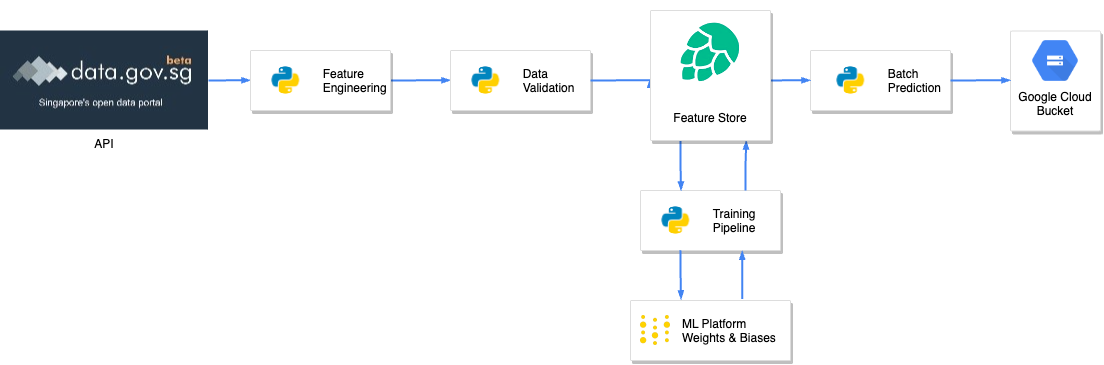 beta
data.gov.sg
Singapore's open data portal
API
Feature
Engineering
Data
Validation
Feature Store
Batch
Prediction
Google Cloud
Bucket
Training
Pipeline
ML Platform
Weights & Biases